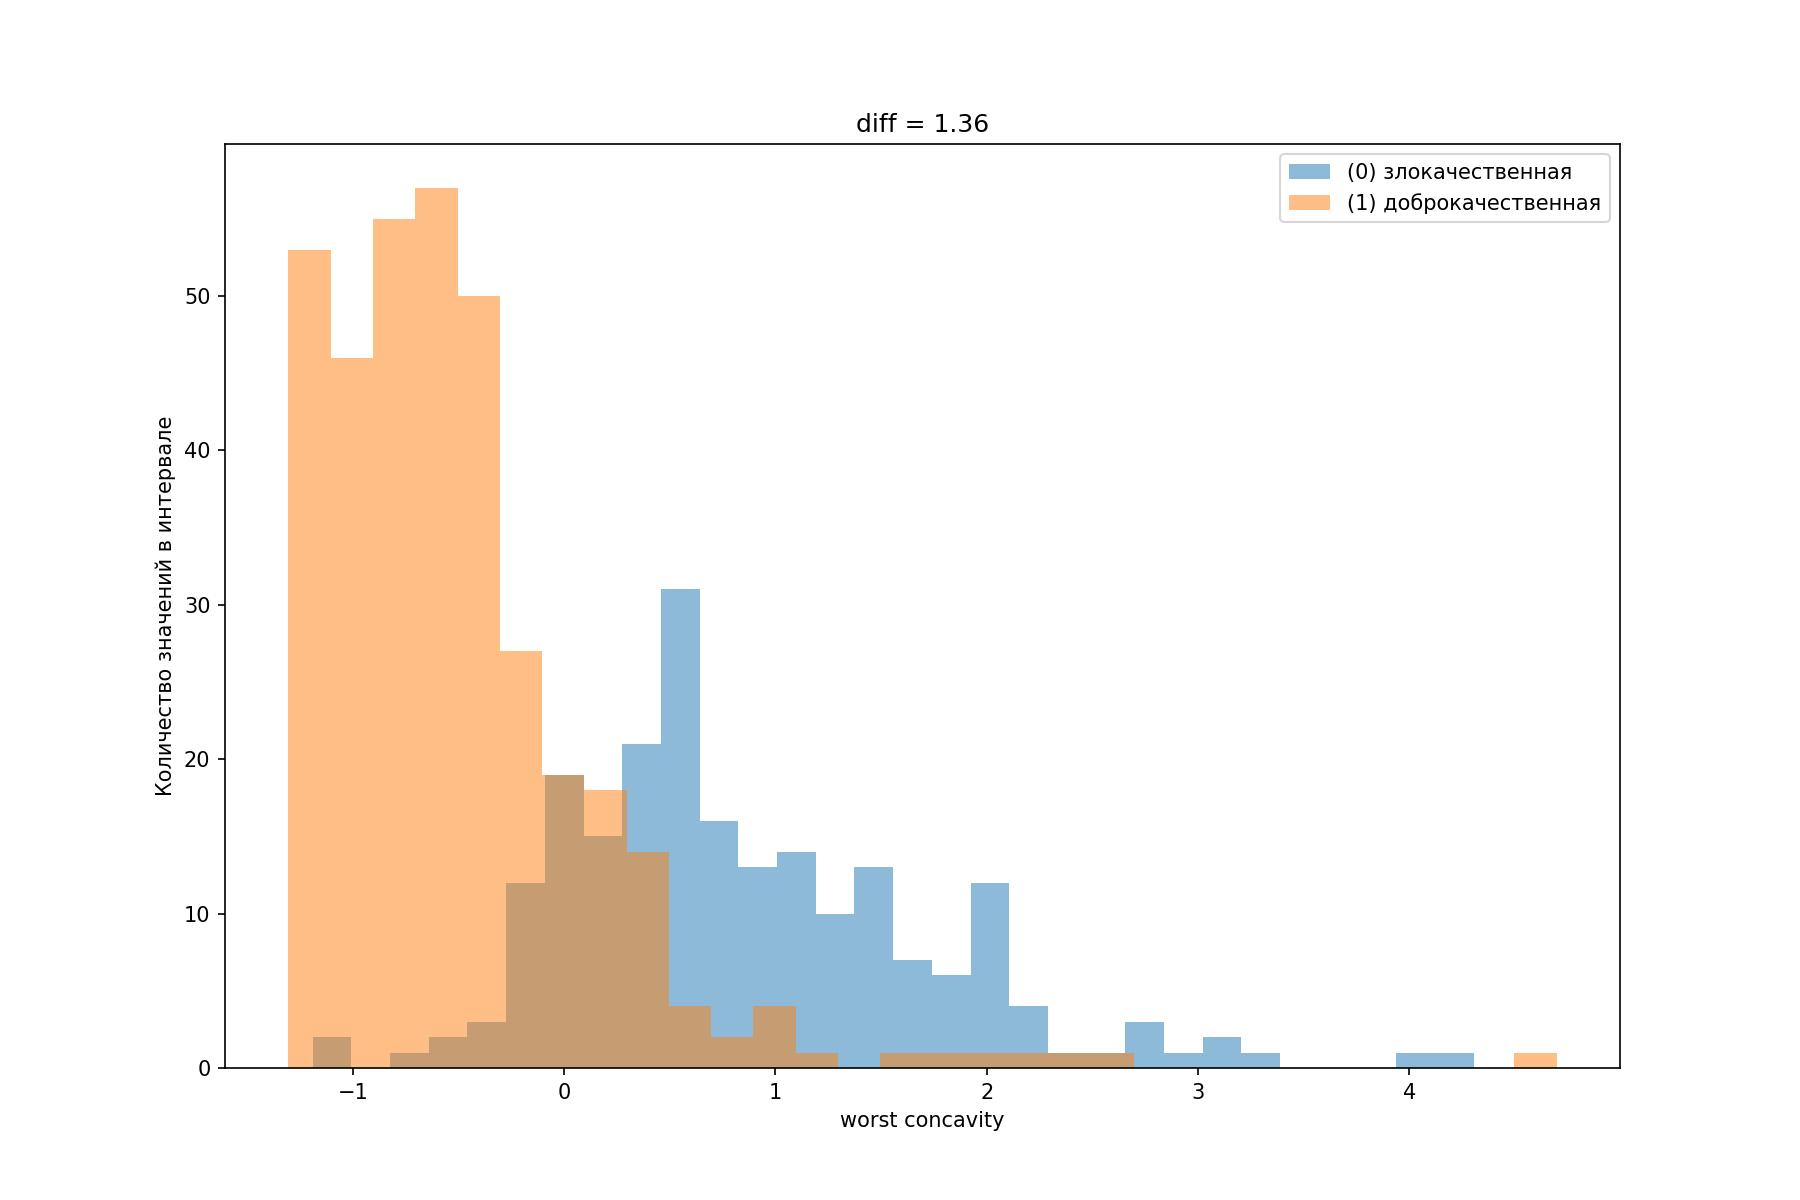 diff = 1.36
(0) злокачественная
(1) доброкачественная
Количество значений в интервале
50
40
30
20
10
0
−1
0
1
2
3
4
worst concavity